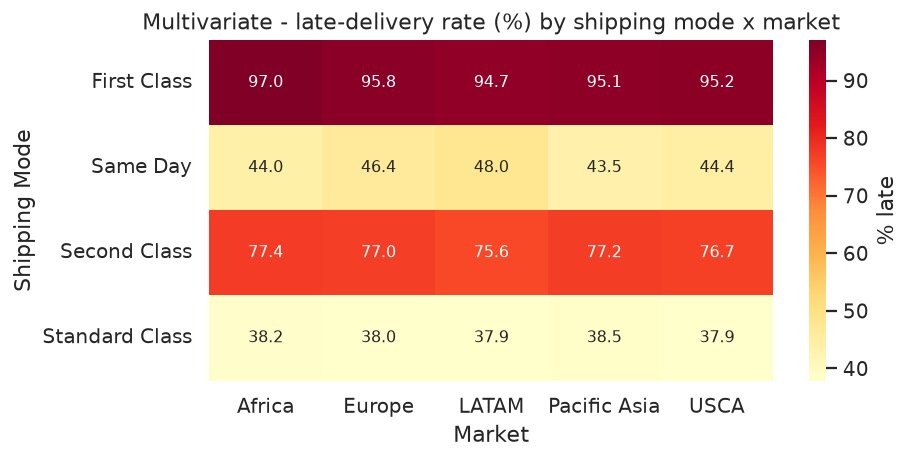 Multivariate - late-delivery rate (%) by shipping mode x market
Shipping Mode
First Class 97.0 95.8 94.7 95.1 95.2
Same Day 44.0 46.4 48.0 43.5 44.4
Second Class 77.4 77.0 75.6 77.2 76.7
Standard Class 38.2 38.0 37.9 38.5 37.9
Africa Europe LATAM Pacific Asia USCA
Market
90
80
70
60
50
40
% late